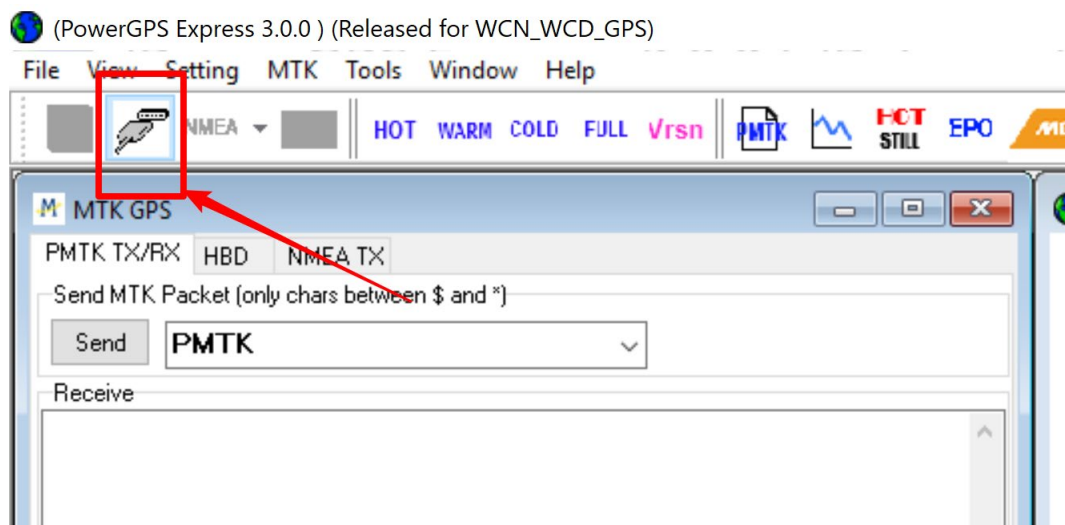 (PowerGPS Express 3.0.0 ) (Released for WCN_WCD_GPS)
File View Setting MTK Tools Window Help
NMEA HOT WARM COLD FULL Vrsn PMTK HOT STILL EPO
MTK GPS
PMTK TX/RX HBD NMEA TX
Send MTK Packet (only chars between $ and *)
Send PMTK
Receive